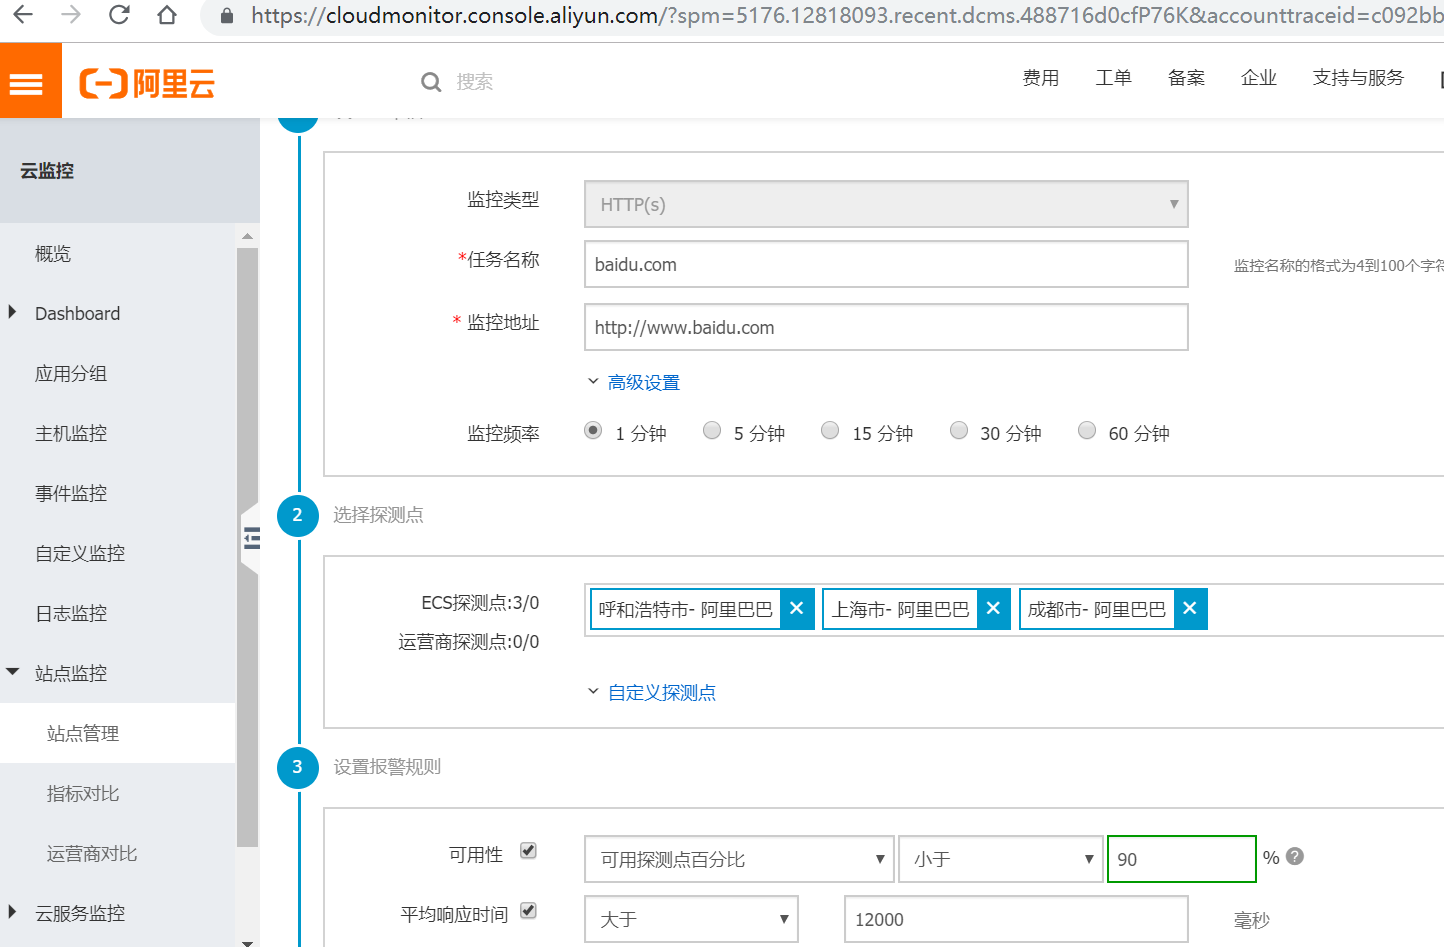 https://cloudmonitor.console.aliyun.com/?spm=5176.12818093.recent.dcms.488716d0cfP76K&accounttraceid=c092bb
阿里云
搜索
费用 工单 备案 企业 支持与服务
云监控
概览
Dashboard
应用分组
主机监控
事件监控
自定义监控
日志监控
站点监控
站点管理
指标对比
运营商对比
云服务监控
监控类型 HTTP(s)
*任务名称 baidu.com 监控名称的格式为4到100个字符
* 监控地址 http://www.baidu.com
高级设置
监控频率 1 分钟 5 分钟 15 分钟 30 分钟 60 分钟
2 选择探测点
ECS探测点:3/0 呼和浩特市- 阿里巴巴 × 上海市- 阿里巴巴 × 成都市- 阿里巴巴 ×
运营商探测点:0/0
自定义探测点
3 设置报警规则
可用性 可用探测点百分比 小于 90 % ?
平均响应时间 大于 12000 毫秒